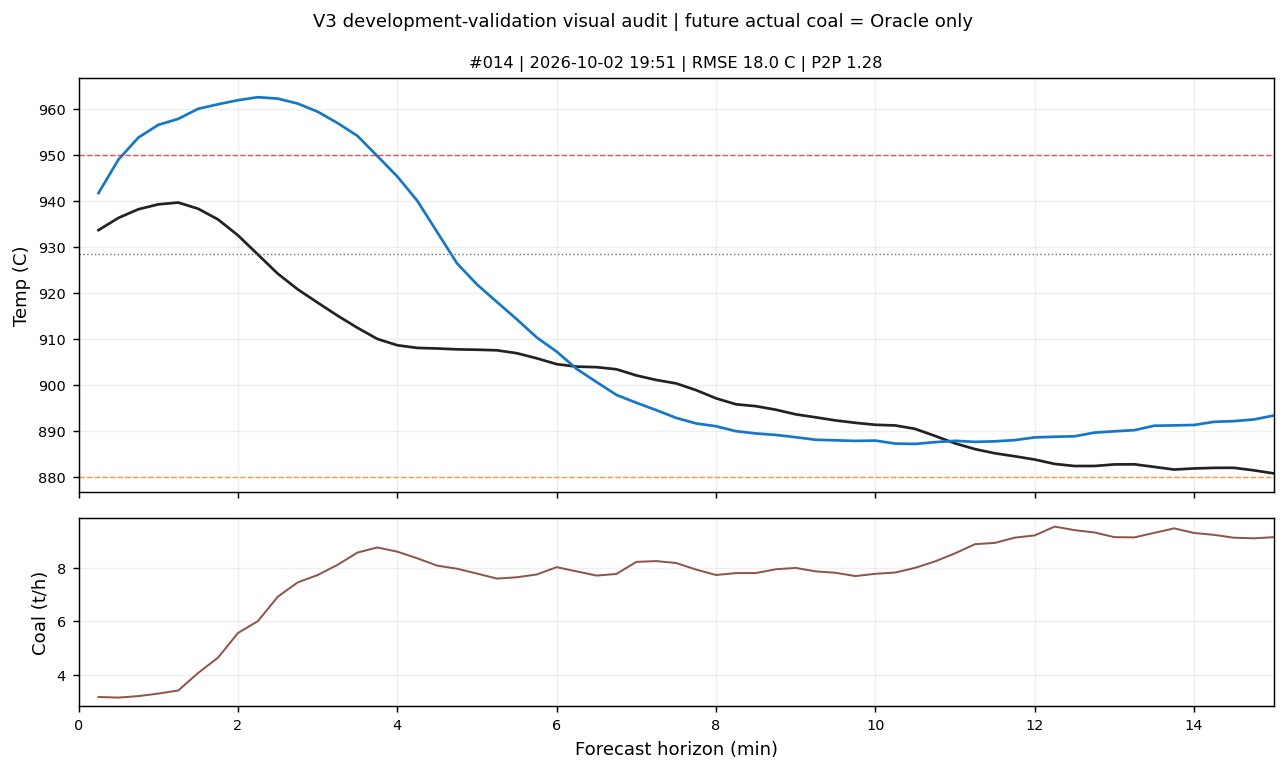 V3 development-validation visual audit | future actual coal = Oracle only
#014 | 2026-10-02 19:51 | RMSE 18.0 C | P2P 1.28
960
950
940
930
920
910
900
890
880
Temp (C)
8
6
4
Coal (t/h)
0 2 4 6 8 10 12 14
Forecast horizon (min)